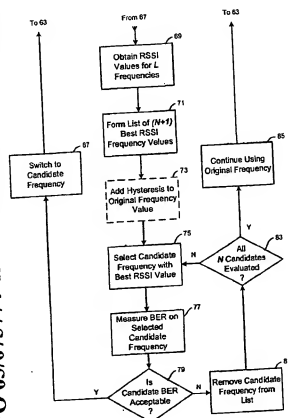 To 63
From 67
To 63
69
Obtain RSSI
Values for L
Frequencies
71
Form List of (N+1)
Best RSSI
Frequency Values
87
Switch to
Candidate
Frequency
85
Continue Using
Original Frequency
73
Add Hysteresis to
Original Frequency
Value
Y
83
All
N Candidates
Evaluated
?
N
75
Select Candidate
Frequency with
Best RSSI Value
77
Measure BER on
Selected
Candidate
Frequency
79
Is
Candidate BER
Acceptable
?
Y
N
Remove Candidate
Frequency from
List